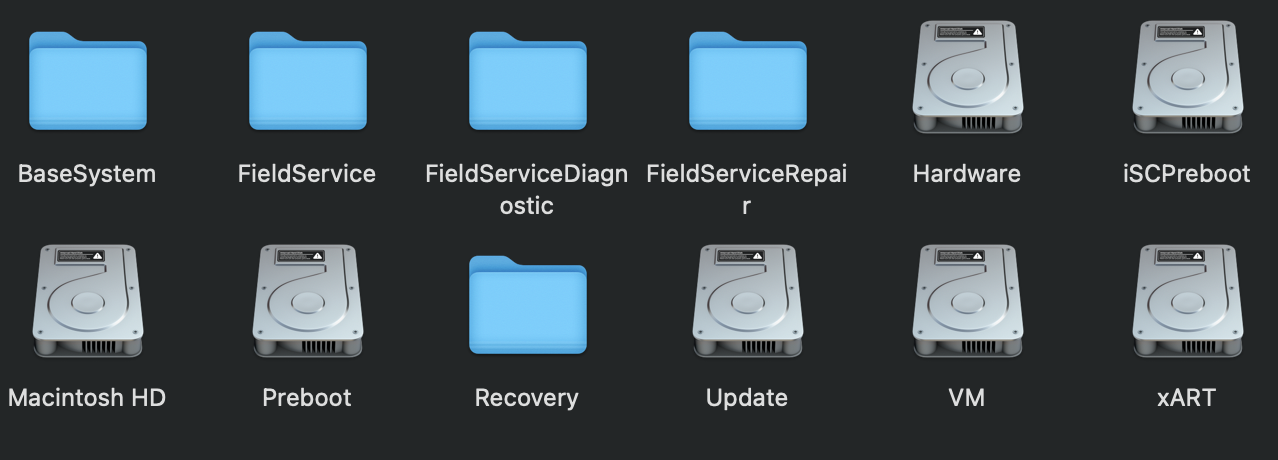 BaseSystem
FieldService
FieldServiceDiagn
ostic
FieldServiceRepai
r
Hardware
iSCPreboot
Macintosh HD
Preboot
Recovery
Update
VM
xART